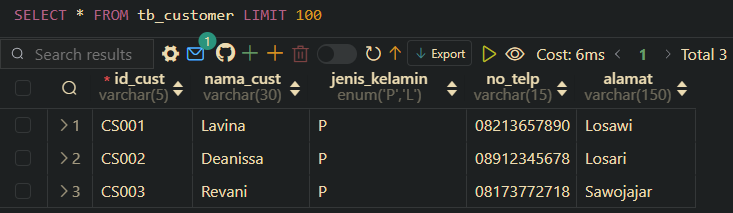 SELECT * FROM tb_customer LIMIT 100
Search results 1 Export Cost: 6ms 1 Total 3
* id_cust nama_cust jenis_kelamin no_telp alamat
varchar(5) varchar(30) enum('P','L') varchar(15) varchar(150)
1 CS001 Lavina P 08213657890 Losawi
2 CS002 Deanissa P 08912345678 Losari
3 CS003 Revani P 08173772718 Sawojajar